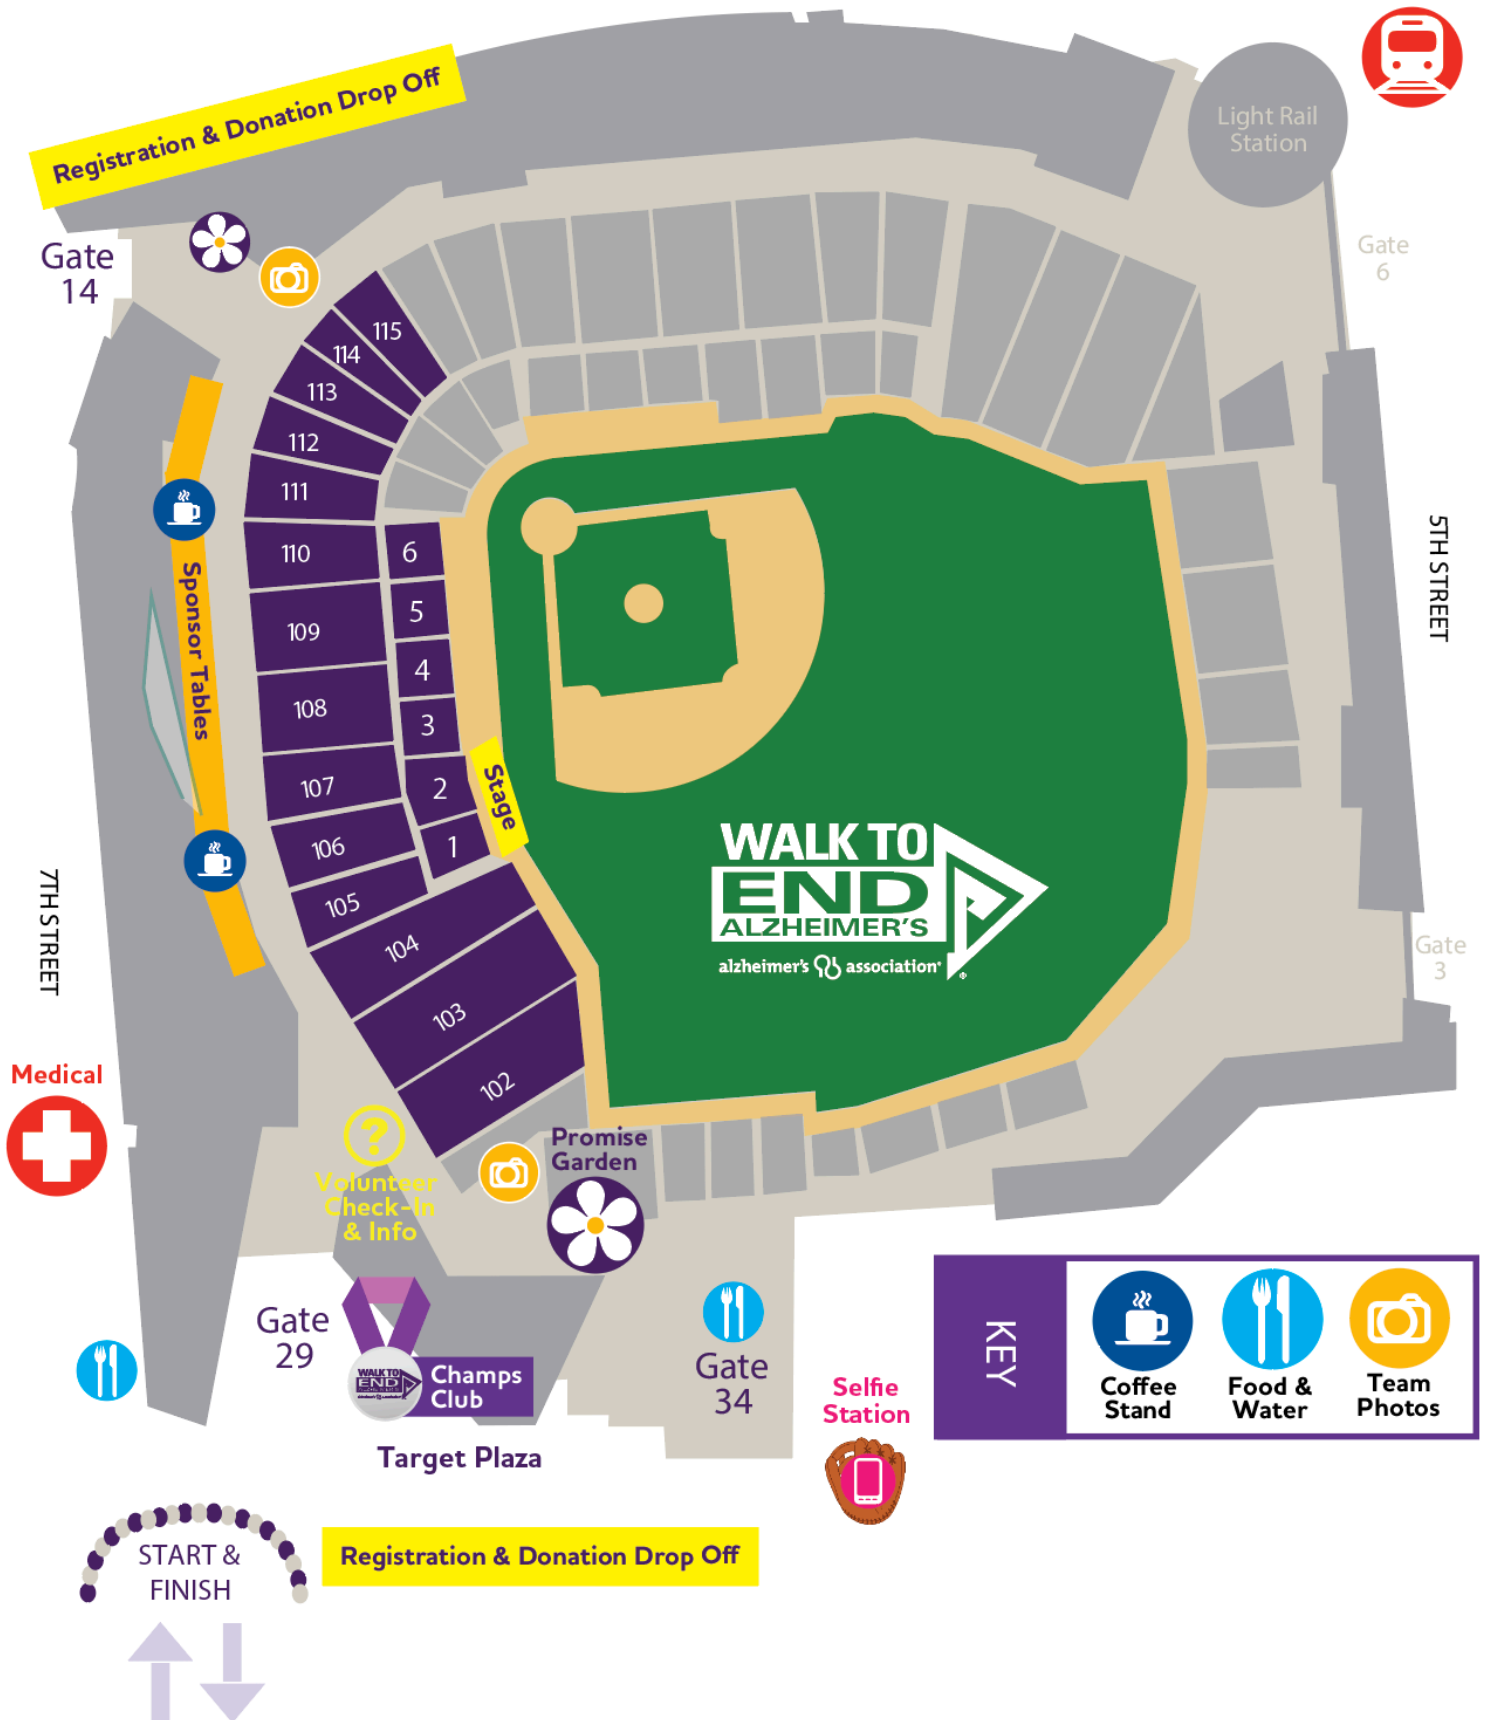 Registration & Donation Drop Off
Light Rail
Station
Gate
14
Gate
6
115
114
113
112
111
110
109
108
107
106
105
104
103
102
6
5
4
3
2
1
Sponsor Tables
Stage
5TH STREET
7TH STREET
WALK TO
END
ALZHEIMER'S
alzheimer's association®
®
Gate
3
Medical
?
Volunteer
Check-In
& Info
Promise
Garden
Gate
29
WALK TO
END
Champs
Club
Target Plaza
Gate
34
Selfie
Station
KEY
Coffee
Stand
Food &
Water
Team
Photos
START &
FINISH
Registration & Donation Drop Off